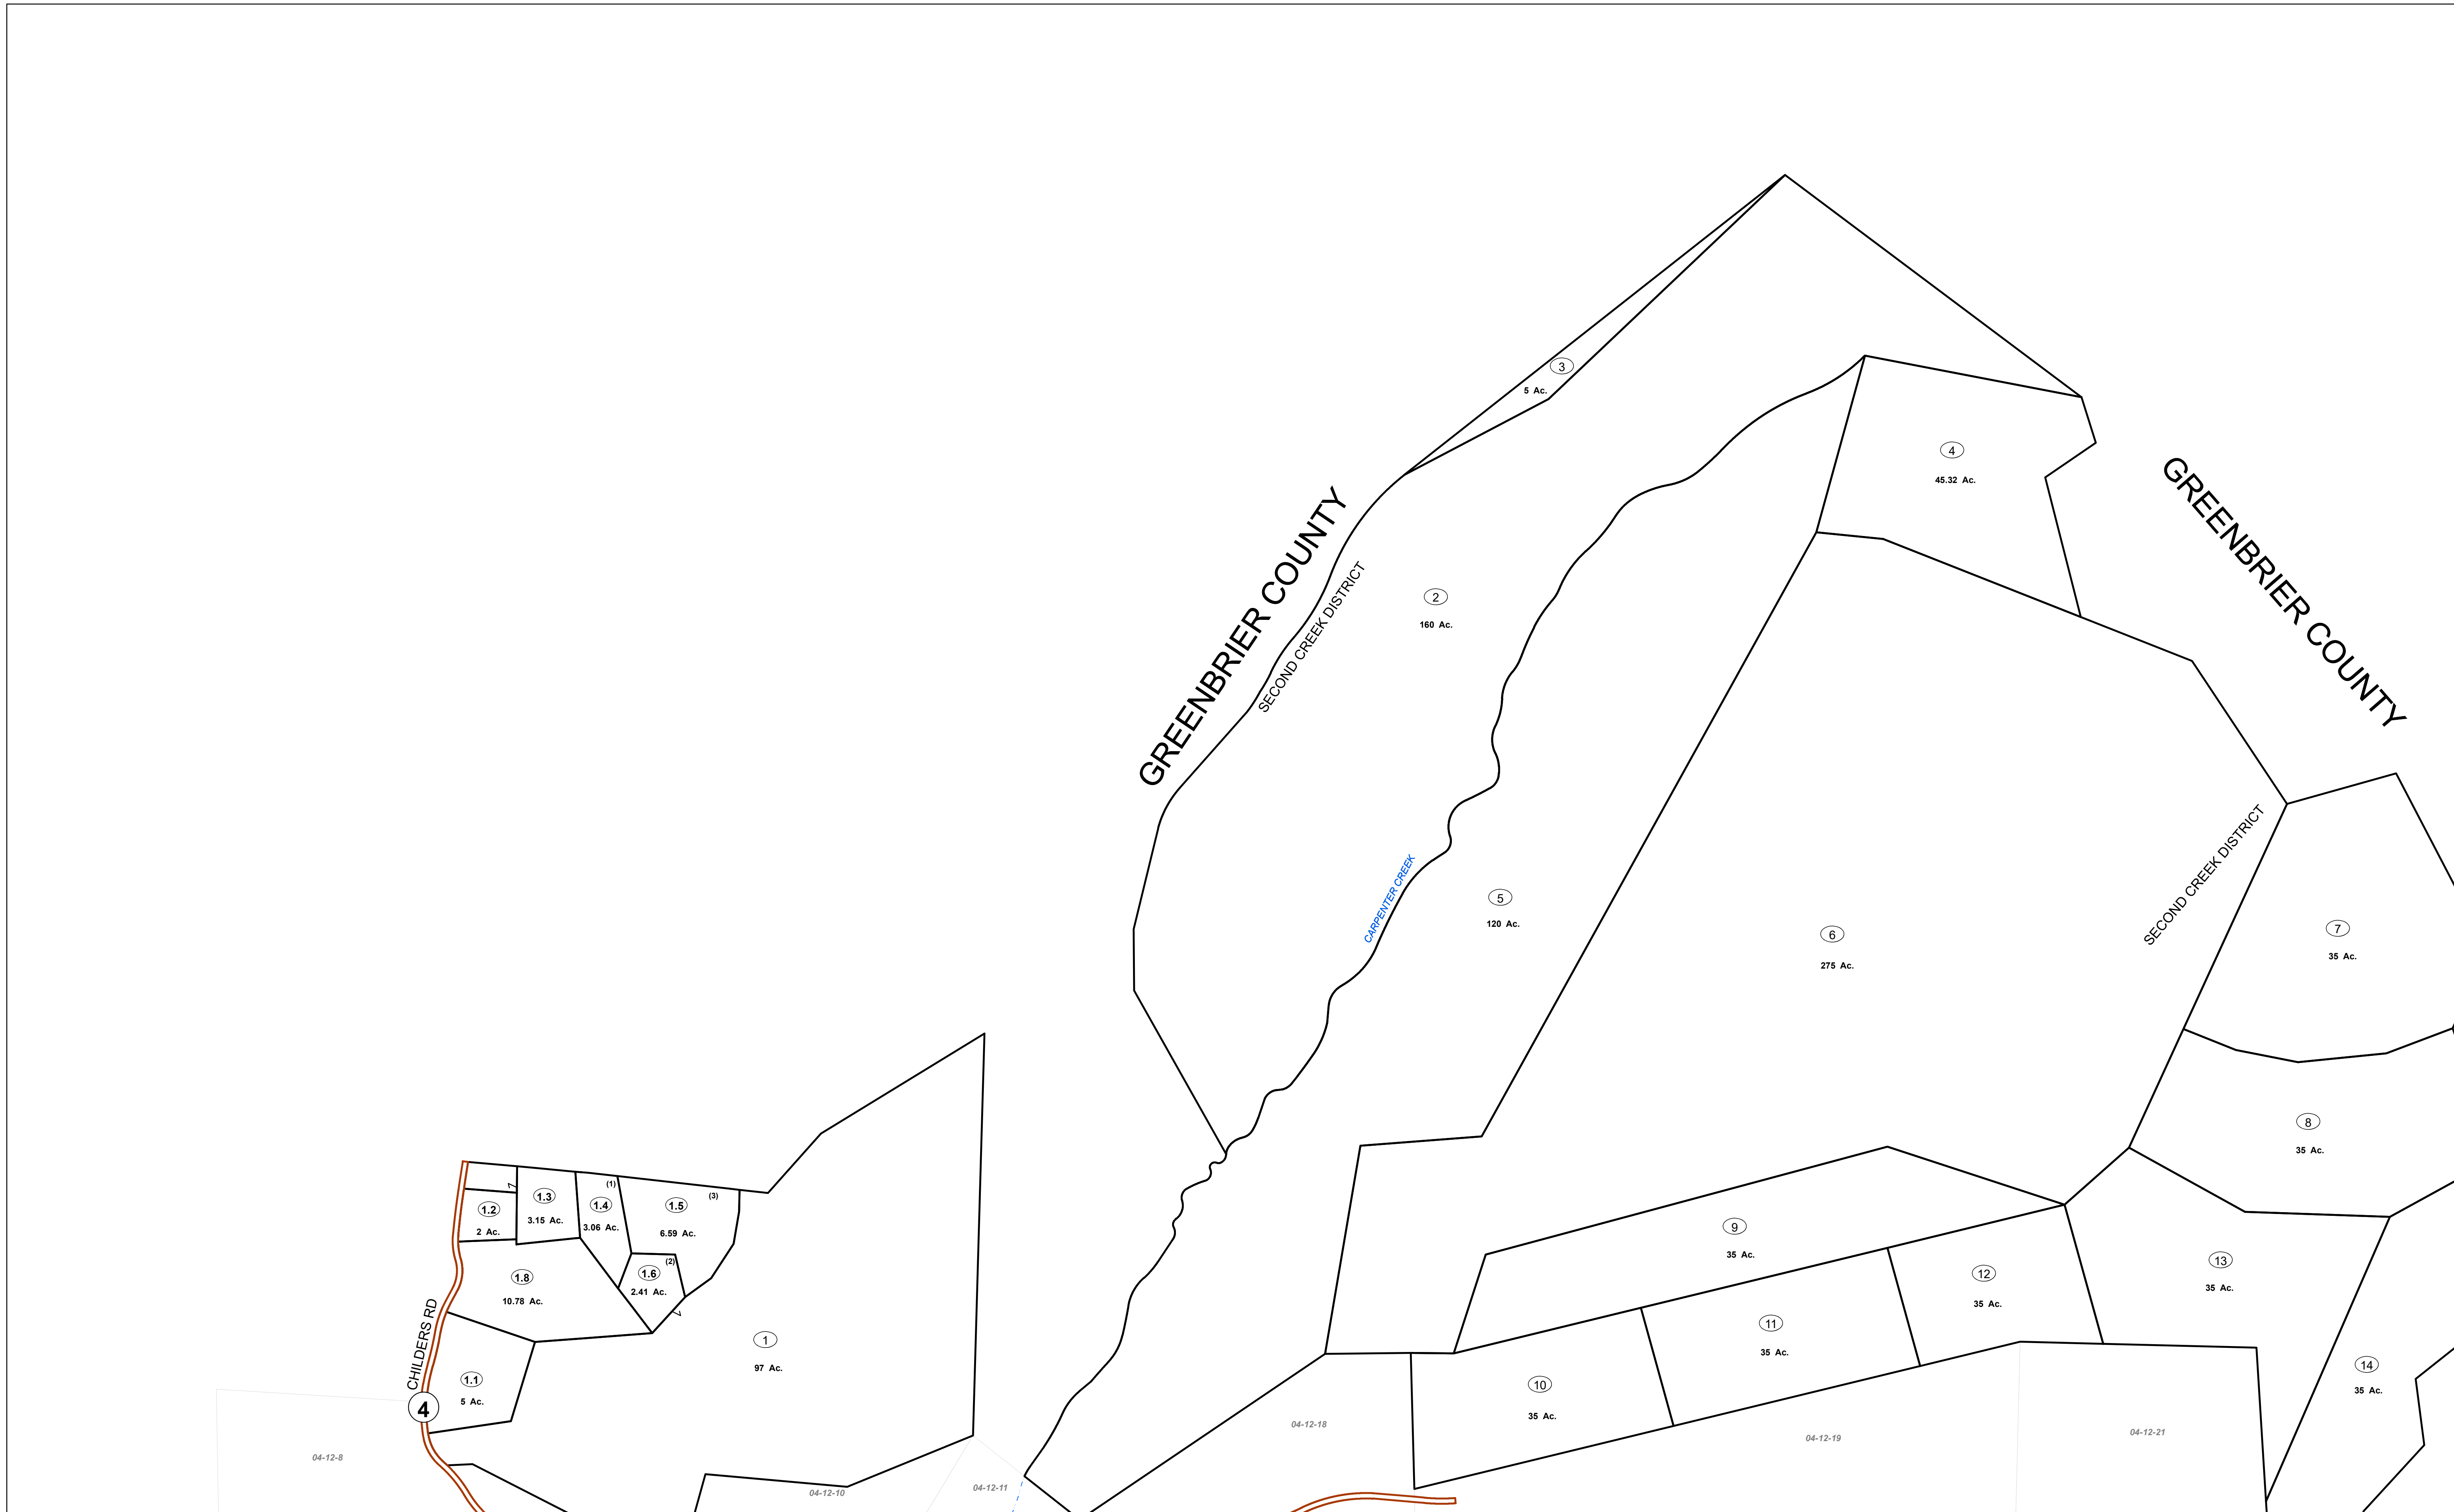 3
5 Ac.
4
45.32 Ac.
GREENBRIER COUNTY
SECOND CREEK DISTRICT
2
160 Ac.
GREENBRIER COUNTY
SECOND CREEK DISTRICT
CARPENTER CREEK
5
120 Ac.
6
275 Ac.
7
35 Ac.
8
35 Ac.
(1)
(3)
1.2
2 Ac.
1.3
3.15 Ac.
1.4
3.06 Ac.
1.5
6.59 Ac.
(2)
1.6
2.41 Ac.
1.8
10.78 Ac.
9
35 Ac.
12
35 Ac.
13
35 Ac.
11
35 Ac.
1
97 Ac.
CHILDERS RD
4
1.1
5 Ac.
10
35 Ac.
14
35 Ac.
04-12-8
04-12-10
04-12-11
04-12-18
04-12-19
04-12-21